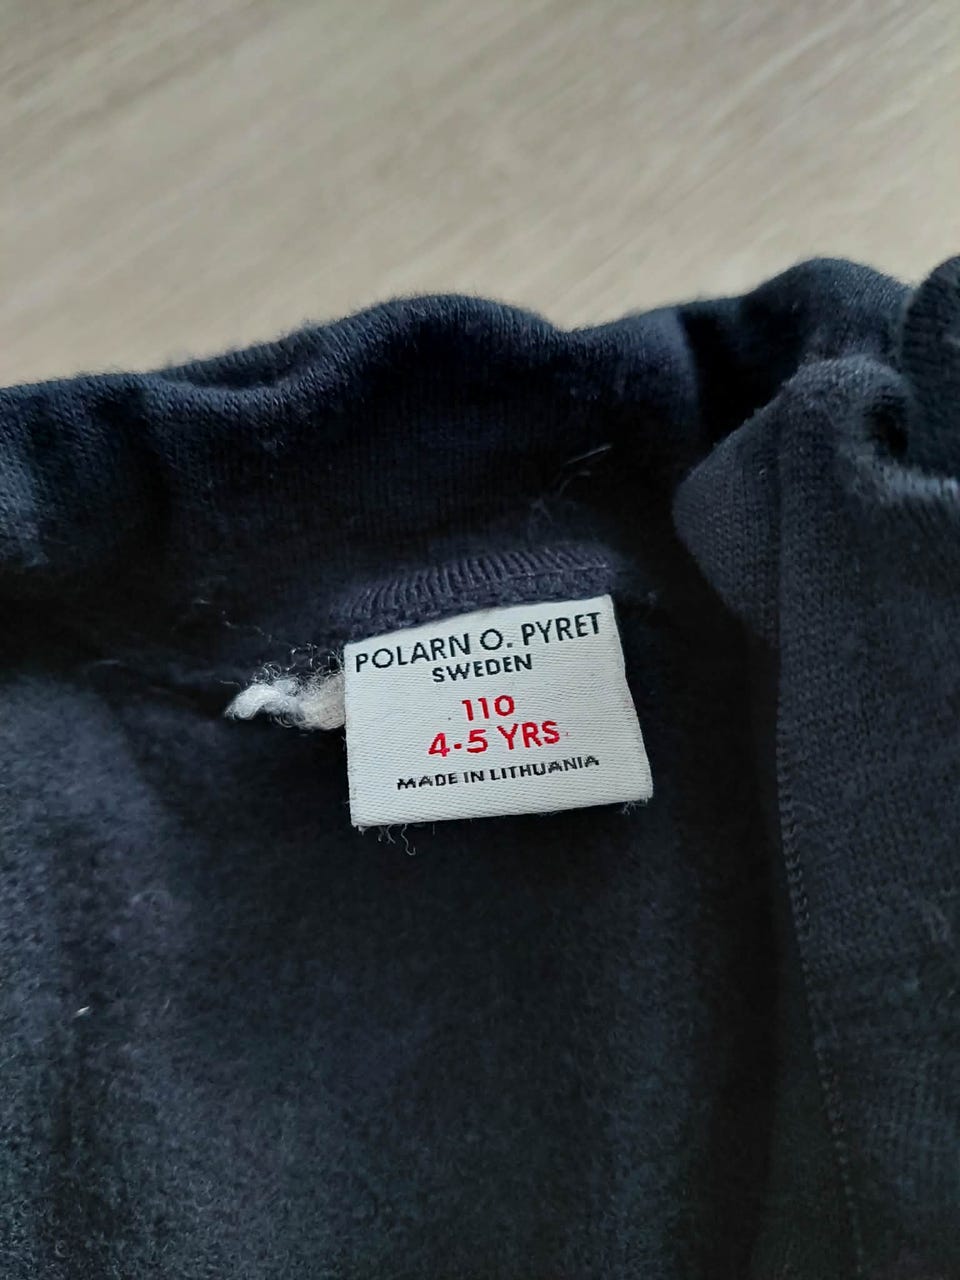 POLARN O. PYRET
SWEDEN
110
4-5 YRS
MADE IN LITHUANIA